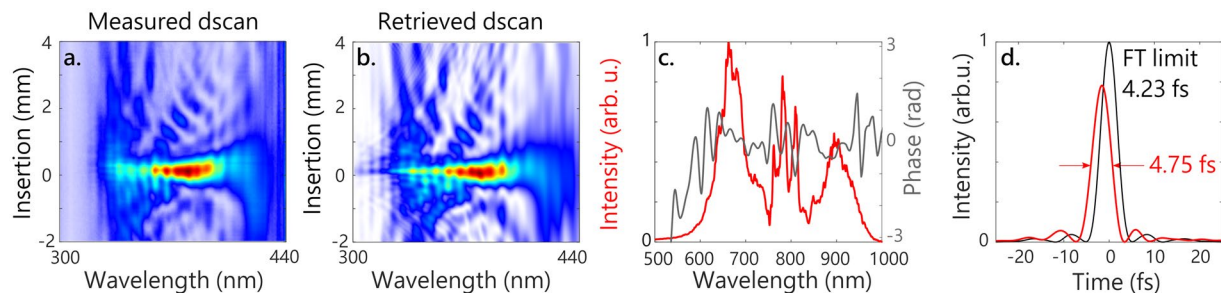 Measured dscan
a.
4
2
0
-2
Insertion (mm)
300
440
Wavelength (nm)
Retrieved dscan
b.
4
2
0
-2
Insertion (mm)
300
440
Wavelength (nm)
c.
1
0
Intensity (arb. u.)
3
0
-3
Phase (rad)
500 600 700 800 900 1000
Wavelength (nm)
d.
FT limit
4.23 fs
4.75 fs
1
0
Intensity (arb. u.)
-20 -10 0 10 20
Time (fs)